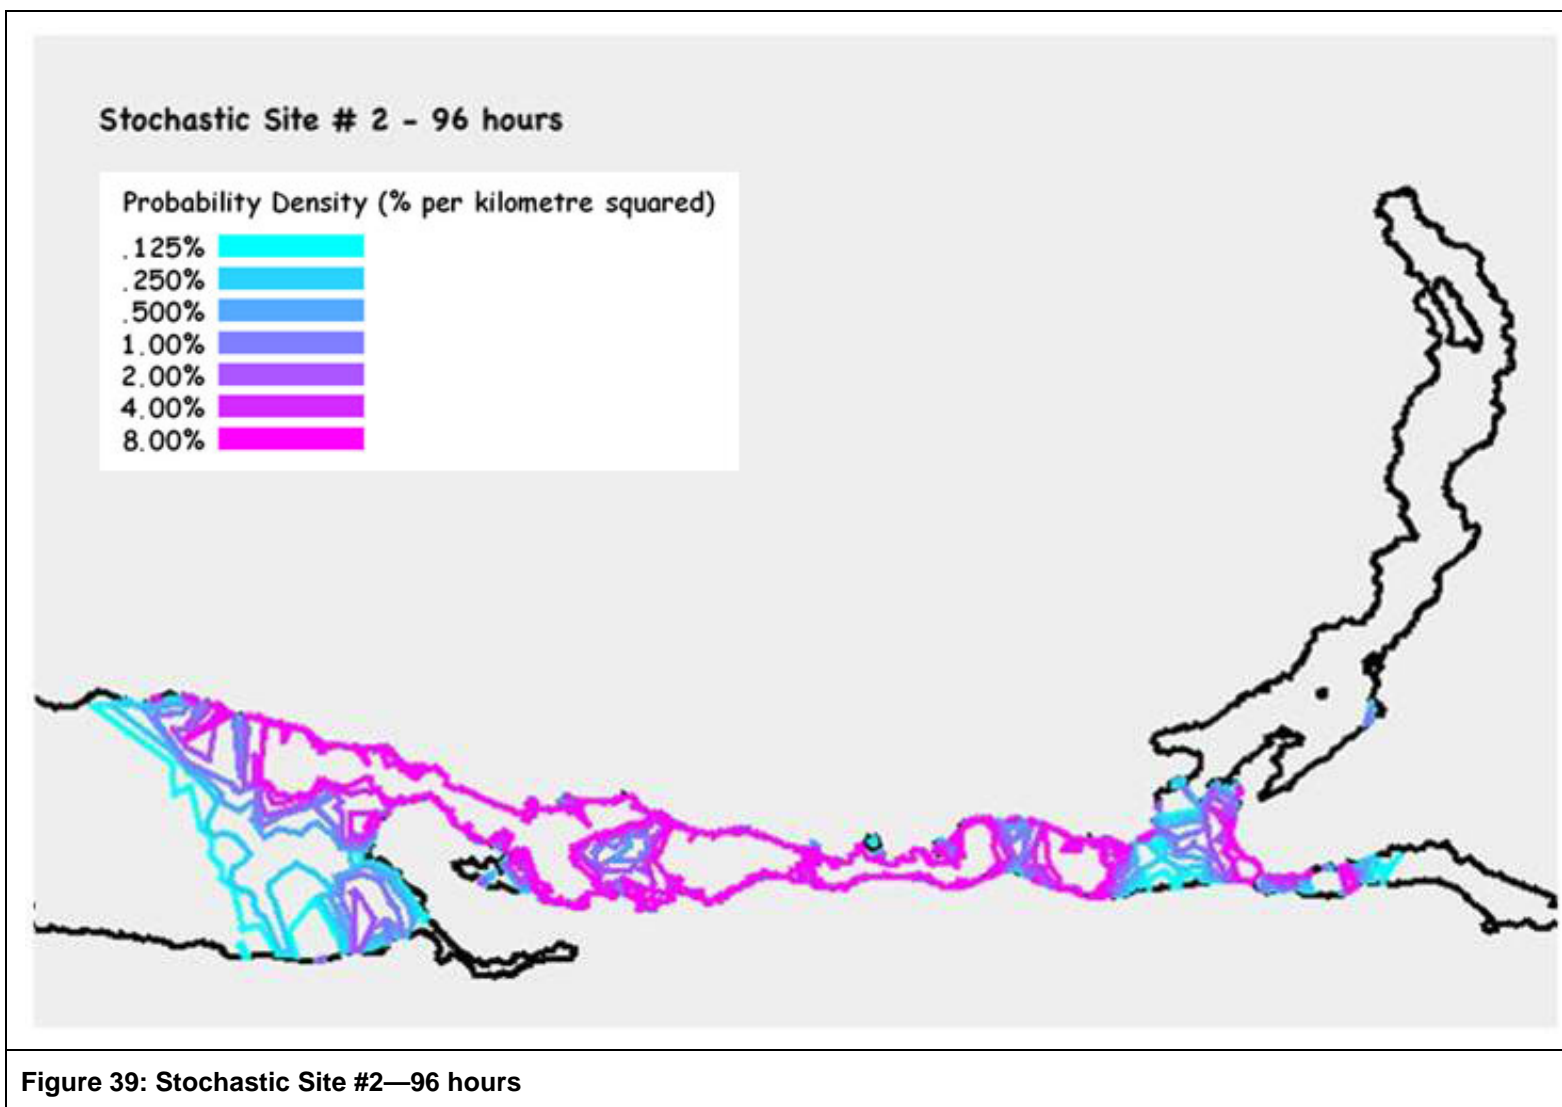 Stochastic Site # 2 - 96 hours
Probability Density (% per kilometre squared)
.125%
.250%
.500%
1.00%
2.00%
4.00%
8.00%
Figure 39: Stochastic Site #2—96 hours